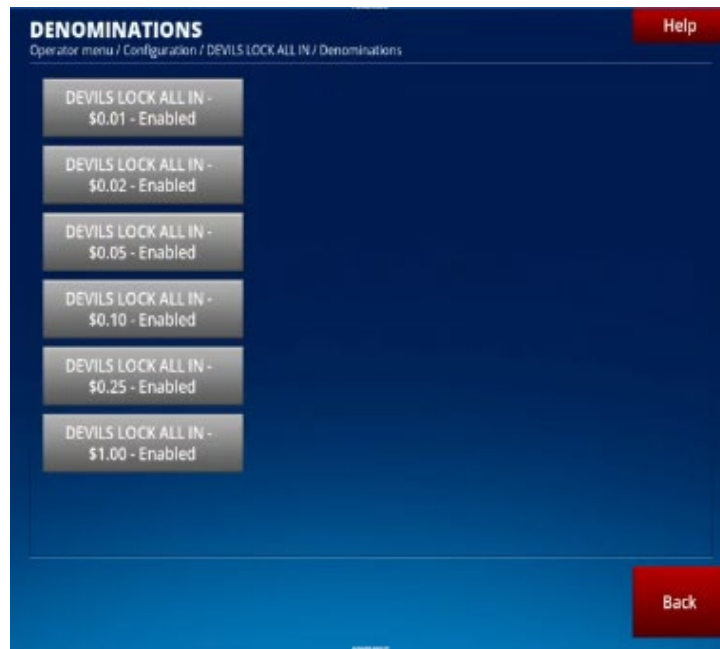 DENOMINATIONS
Help
Operator menu / Configuration / DEVILS LOCK ALL IN / Denominations
DEVILS LOCK ALL IN -
$0.01 - Enabled
DEVILS LOCK ALL IN -
$0.02 - Enabled
DEVILS LOCK ALL IN -
$0.05 - Enabled
DEVILS LOCK ALL IN -
$0.10 - Enabled
DEVILS LOCK ALL IN -
$0.25 - Enabled
DEVILS LOCK ALL IN -
$1.00 - Enabled
Back